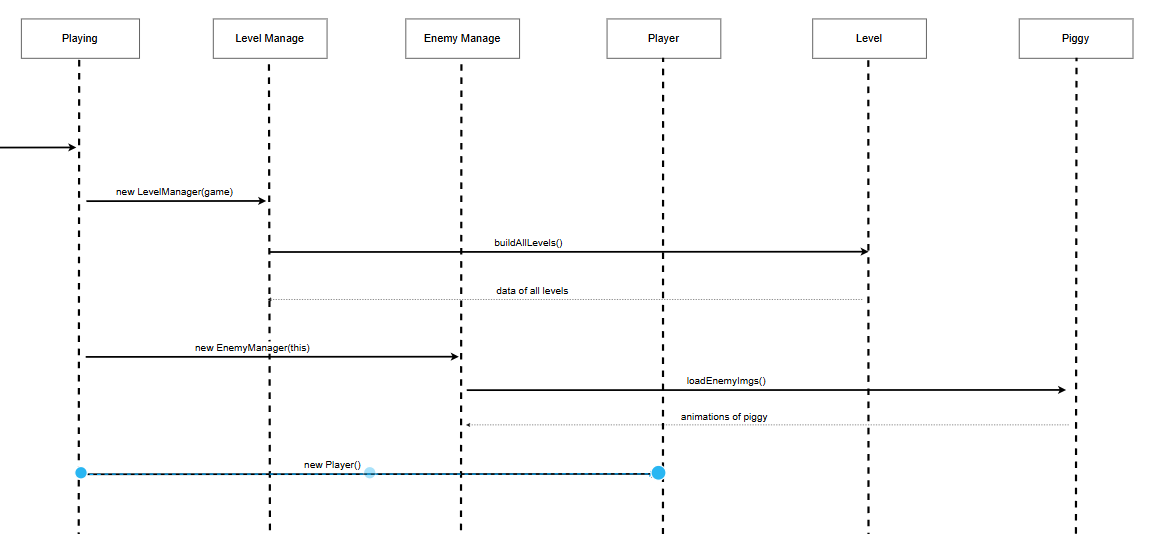 Playing
Level Manage
Enemy Manage
Player
Level
Piggy
new LevelManager(game)
buildAllLevels()
data of all levels
new EnemyManager(this)
loadEnemyImgs()
animations of piggy
new Player()